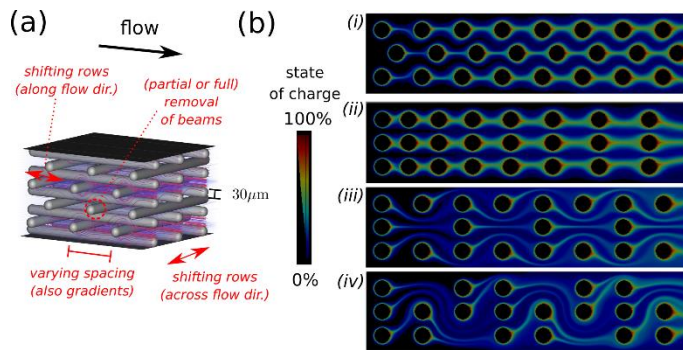 (a)
flow
shifting rows
(along flow dir.)
(partial or full)
removal
of beams
30μm
varying spacing
(also gradients)
shifting rows
(across flow dir.)
(b)
state
of charge
100%
0%
(i)
(ii)
(iii)
(iv)